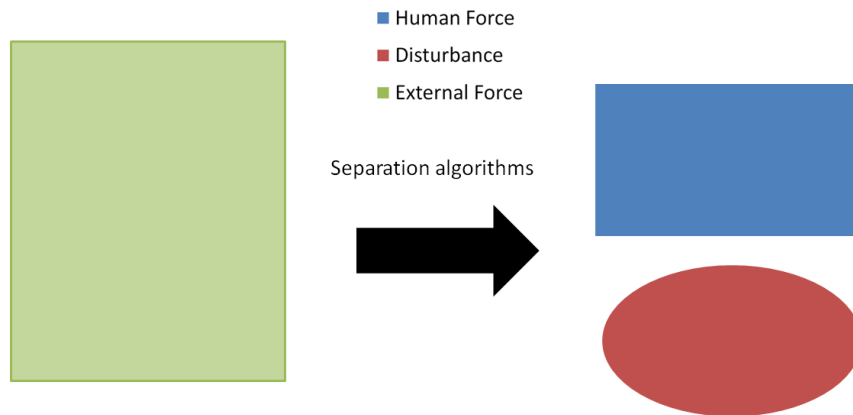 Human Force
Disturbance
External Force
Separation algorithms